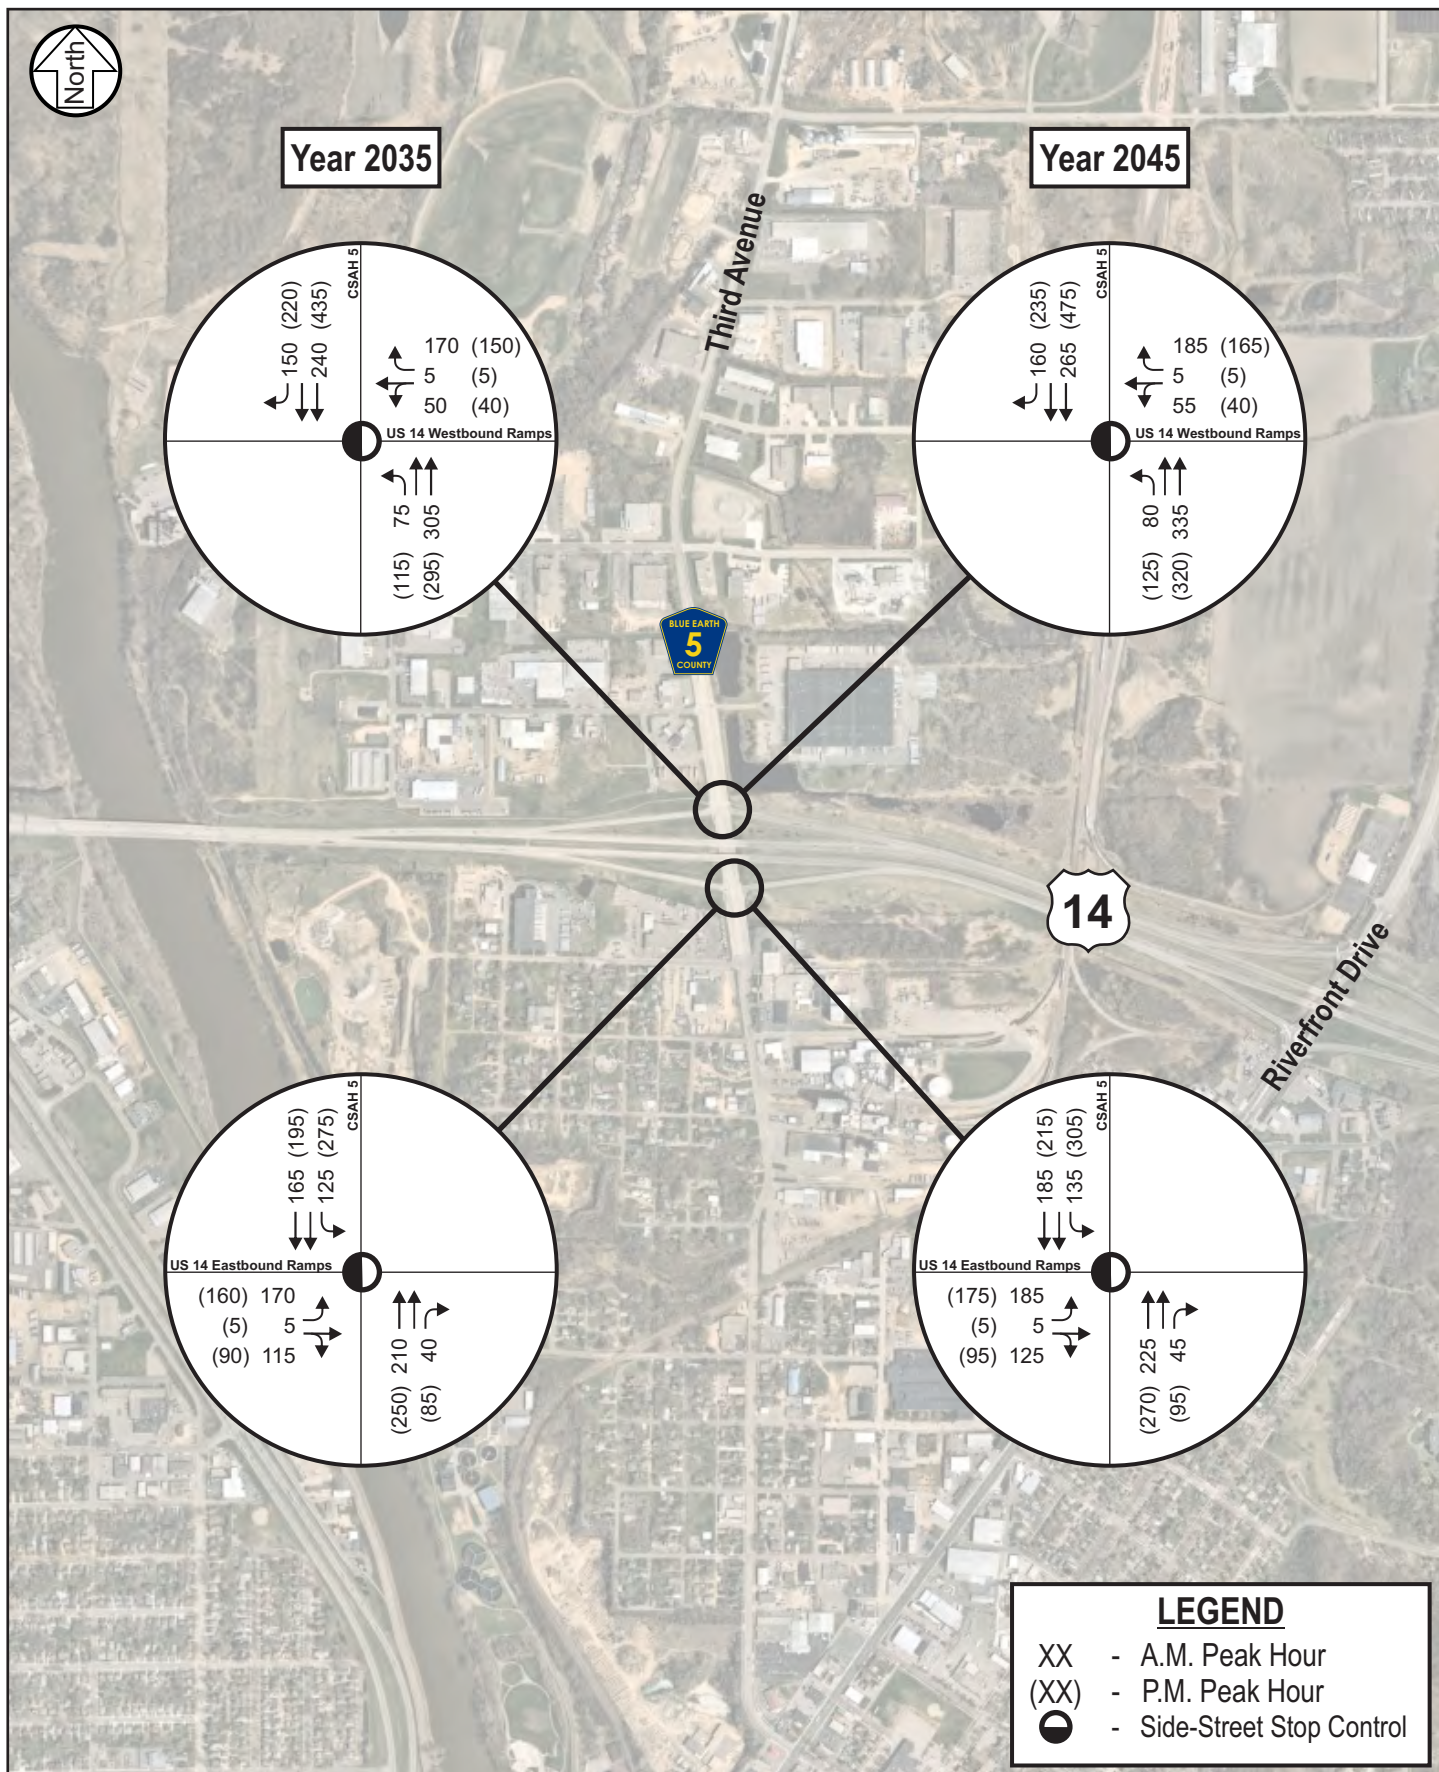 North
Year 2035
Year 2045
Third Avenue
CSAH 5
150 (220)
240 (435)
170 (150)
5 (5)
50 (40)
US 14 Westbound Ramps
(115) 75
(295) 305
CSAH 5
160 (235)
265 (475)
185 (165)
5 (5)
55 (40)
US 14 Westbound Ramps
(125) 80
(320) 335
BLUE EARTH
5
COUNTY
14
Riverfront Drive
CSAH 5
165 (195)
125 (275)
US 14 Eastbound Ramps
(160) 170
(5) 5
(90) 115
(250) 210
(85) 40
CSAH 5
185 (215)
135 (305)
US 14 Eastbound Ramps
(175) 185
(5) 5
(95) 125
(270) 225
(95) 45
LEGEND
XX - A.M. Peak Hour
(XX) - P.M. Peak Hour
- Side-Street Stop Control